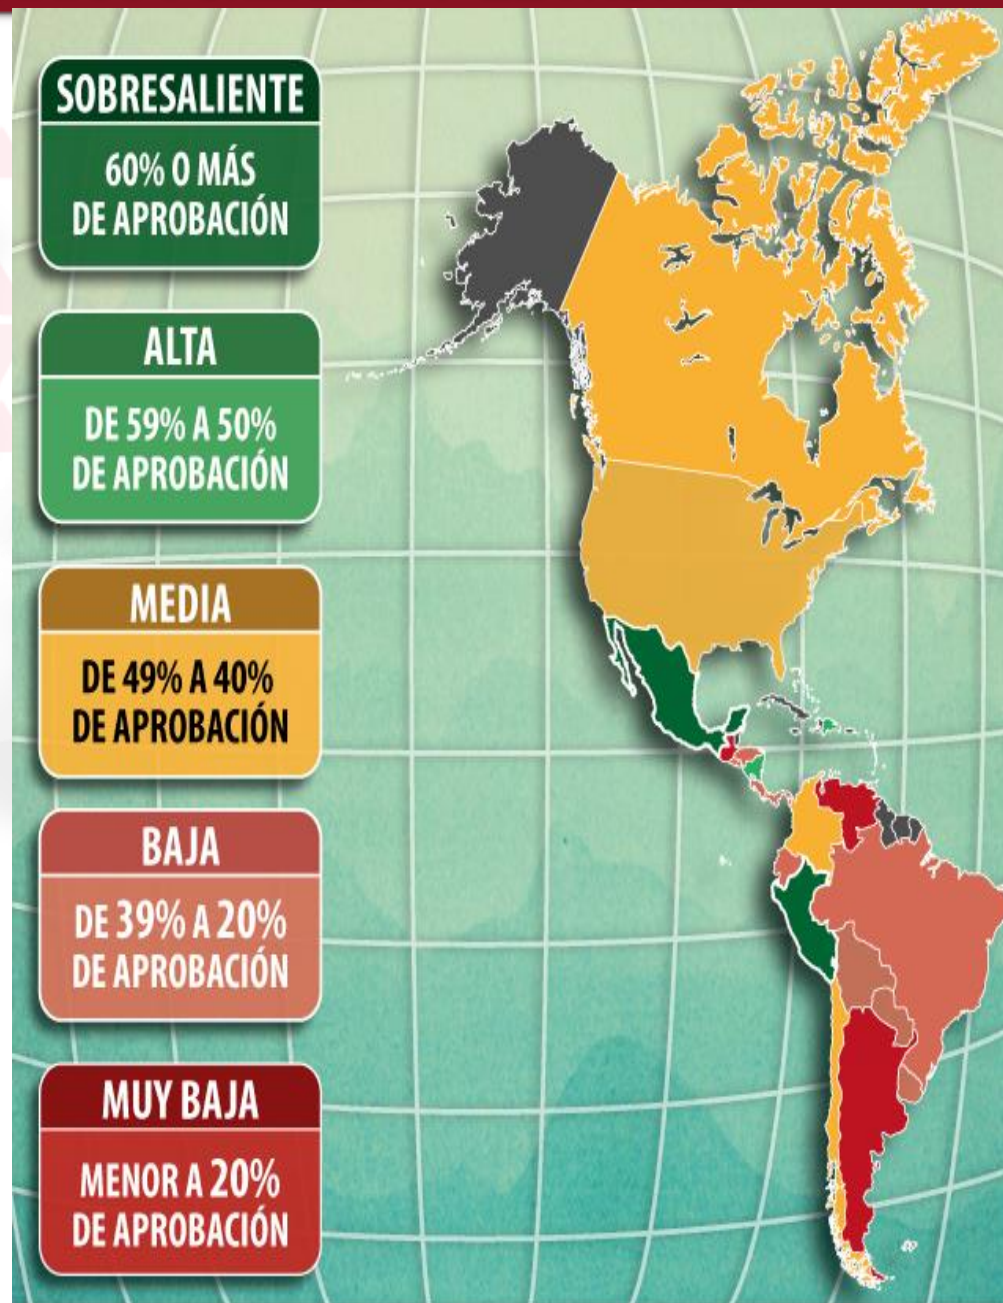 SOBRESALIENTE
60% O MÁS
DE APROBACIÓN
ALTA
DE 59% A 50%
DE APROBACIÓN
MEDIA
DE 49% A 40%
DE APROBACIÓN
BAJA
DE 39% A 20%
DE APROBACIÓN
MUY BAJA
MENOR A 20%
DE APROBACIÓN